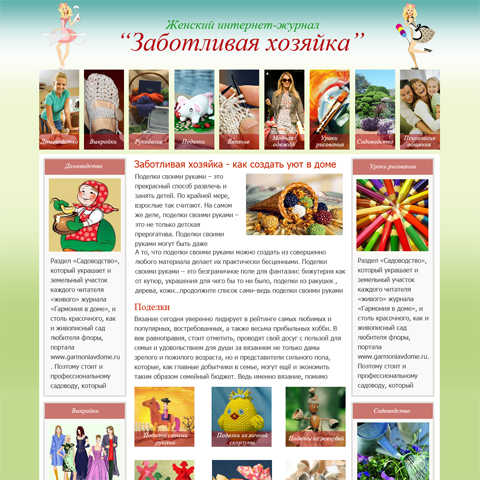 Женский интернет-журнал
“Заботливая хозяйка”
Домоводство
Выкройки
Рукоделие
Поделки
Вязание
Модная одежда
Уроки рисования
Садоводство
Психология общения
Домоводство
Раздел «Садоводство»,
который украшает и
земельный участок
каждого читателя
«живого» журнала
«Гармония в доме», и
столь красочного, как
и живописный сад
любителя флоры,
портала
www.garmoniavdome.ru
. Поэтому стоит и
профессиональному
садоводу, который
Выкройки
Заботливая хозяйка - как создать уют в доме
Поделки своими руками – это
прекрасный способ развлечь и
занять детей. По крайней мере,
взрослые так считают. На самом
же деле, поделки своими руками –
это не только детская
прерогатива. Поделки своими
руками могут быть даже
А то, что поделки своими руками можно создать из совершенно
любого материала делает их практически бесценными. Поделки
своими руками – это безграничное поле для фантазии: бижутерия как
от кутюр, украшения для чего бы то ни было, поделки из ракушек ,
дерева, кожи...продолжите список сами–ведь поделки своими руками
Поделки
Вязание сегодня уверенно лидирует в рейтинге самых любимых и
популярных, востребованных, а также весьма прибыльных хобби. В
век равноправия, стоит отметить, проводят свой досуг с пользой для
семьи и удовольствием для души за вязанием не только дамы
зрелого и пожилого возраста, но и представители сильного пола,
которые, как главные добытчики в семье, могут ещё и экономить
таким образом семейный бюджет. Ведь именно вязание, помимо
Поделки своими руками
Поделки из яичной скорлупы
Поделки из желудей
Уроки рисования
Раздел «Садоводство»,
который украшает и
земельный участок
каждого читателя
«живого» журнала
«Гармония в доме», и
столь красочного, как
и живописный сад
любителя флоры,
портала
www.garmoniavdome.ru.
Поэтому стоит и
профессиональному
садоводу, который
Садоводство